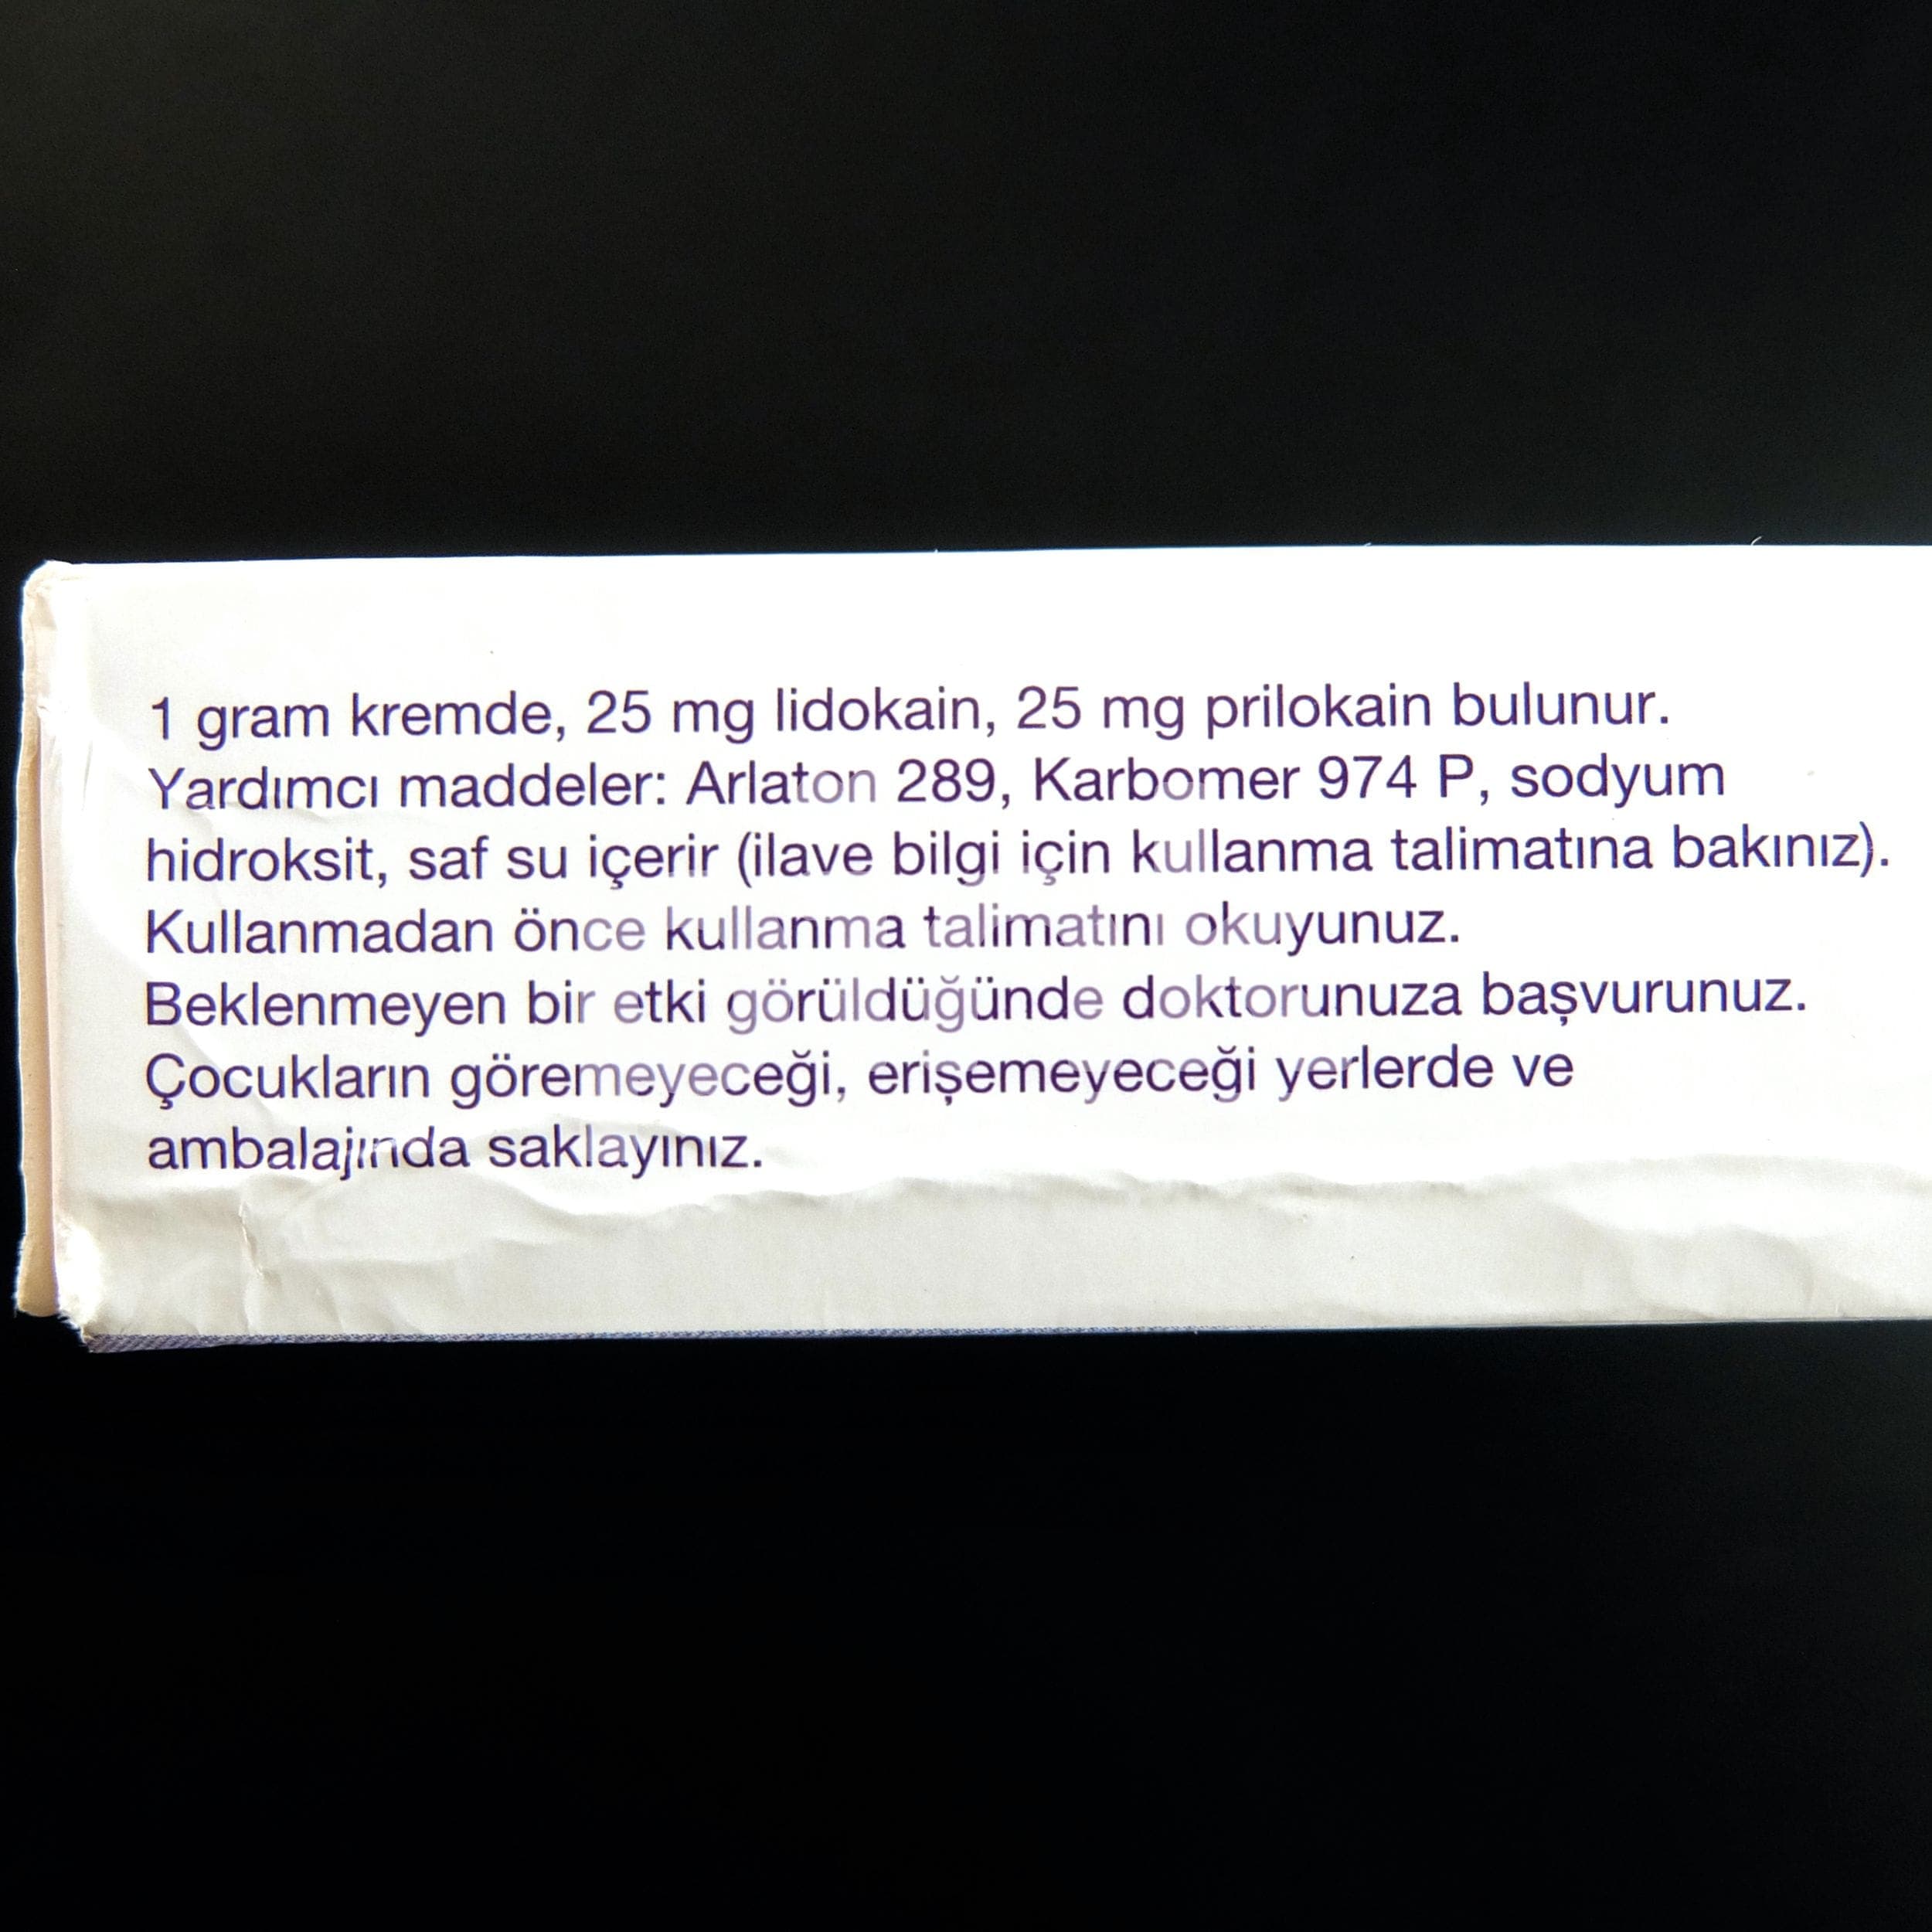 1 gram kremde, 25 mg lidokain, 25 mg prilokain bulunur.
Yardımcı maddeler: Arlaton 289, Karbomer 974 P, sodyum
hidroksit, saf su içerir (ilave bilgi için kullanma talimatına bakınız).
Kullanmadan önce kullanma talimatını okuyunuz.
Beklenmeyen bir etki görüldüğünde doktorunuza başvurunuz.
Çocukların göremeyeceği, erişemeyeceği yerlerde ve
ambalajında saklayınız.